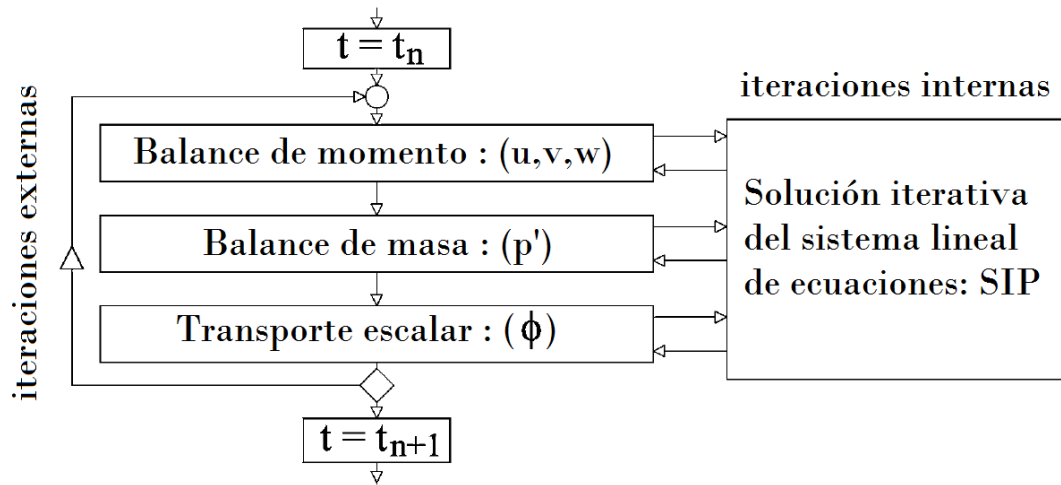 t = tn
iteraciones externas
iteraciones internas
Balance de momento : (u,v,w)
Balance de masa : (p')
Transporte escalar : (ϕ)
Solución iterativa
del sistema lineal
de ecuaciones: SIP
t = tn+1